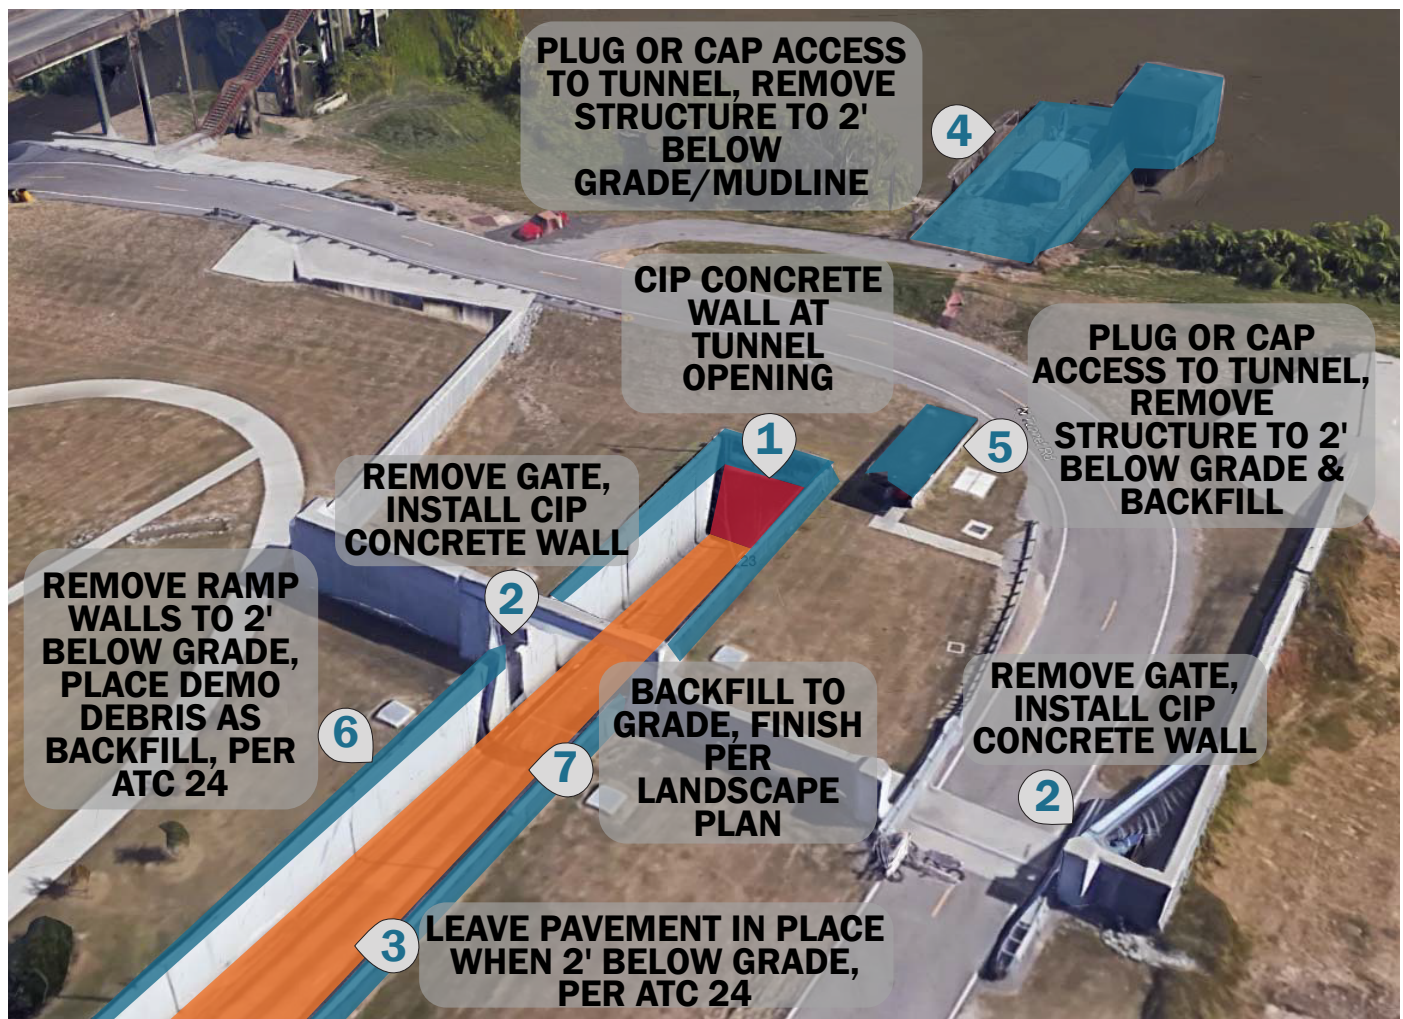 PLUG OR CAP ACCESS
TO TUNNEL, REMOVE
STRUCTURE TO 2'
BELOW
GRADE/MUDLINE
4
CIP CONCRETE
WALL AT
TUNNEL
OPENING
1
PLUG OR CAP
ACCESS TO TUNNEL,
REMOVE
STRUCTURE TO 2'
BELOW GRADE &
BACKFILL
5
REMOVE GATE,
INSTALL CIP
CONCRETE WALL
2
REMOVE RAMP
WALLS TO 2'
BELOW GRADE,
PLACE DEMO
DEBRIS AS
BACKFILL, PER
ATC 24
6
23
BACKFILL TO
GRADE, FINISH
PER
LANDSCAPE
PLAN
7
REMOVE GATE,
INSTALL CIP
CONCRETE WALL
2
LEAVE PAVEMENT IN PLACE
WHEN 2' BELOW GRADE,
PER ATC 24
3